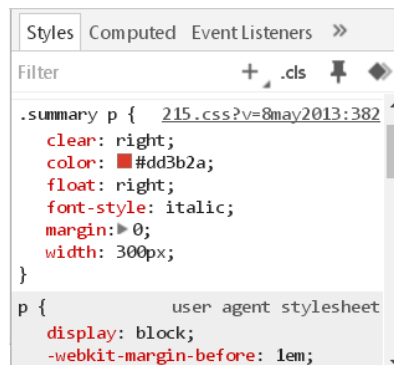 Styles Computed Event Listeners »
Filter + .cls
.summary p { 215.css?v=8may2013:382
clear: right;
color: #dd3b2a;
float: right;
font-style: italic;
margin: 0;
width: 300px;
}
p { user agent stylesheet
display: block;
-webkit-margin-before: 1em;